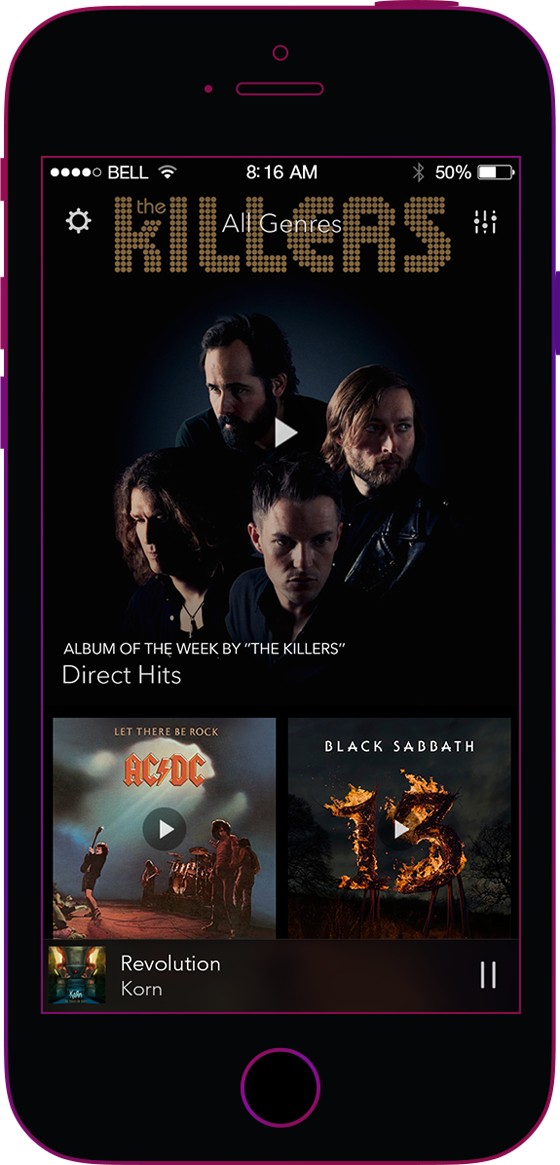 BELL 8:16 AM 50%
the
KILLERS
All Genres
ALBUM OF THE WEEK BY “THE KILLERS”
Direct Hits
LET THERE BE ROCK
AC/DC
BLACK SABBATH
13
Revolution
Korn
KoRn